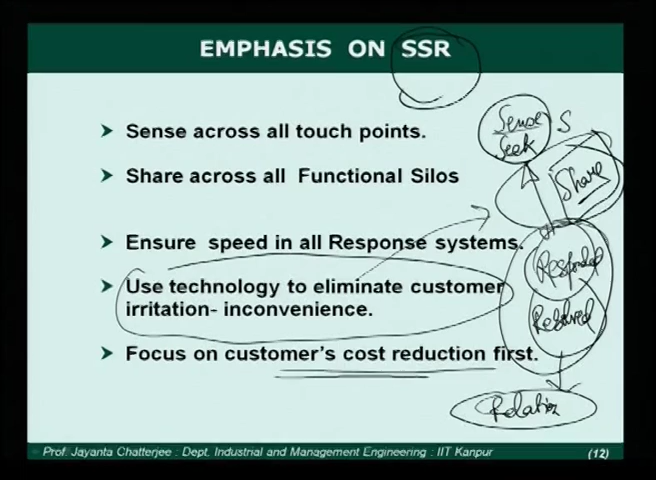 EMPHASIS ON SSR
➤ Sense across all touch points.
➤ Share across all Functional Silos
➤ Ensure speed in all Response systems.
➤ Use technology to eliminate customer
irritation- inconvenience.
➤ Focus on customer's cost reduction first.
Sense S
Seek
Share
Relation
Prof. Jayanta Chatterjee : Dept. Industrial and Management Engineering : IIT Kanpur
(12)